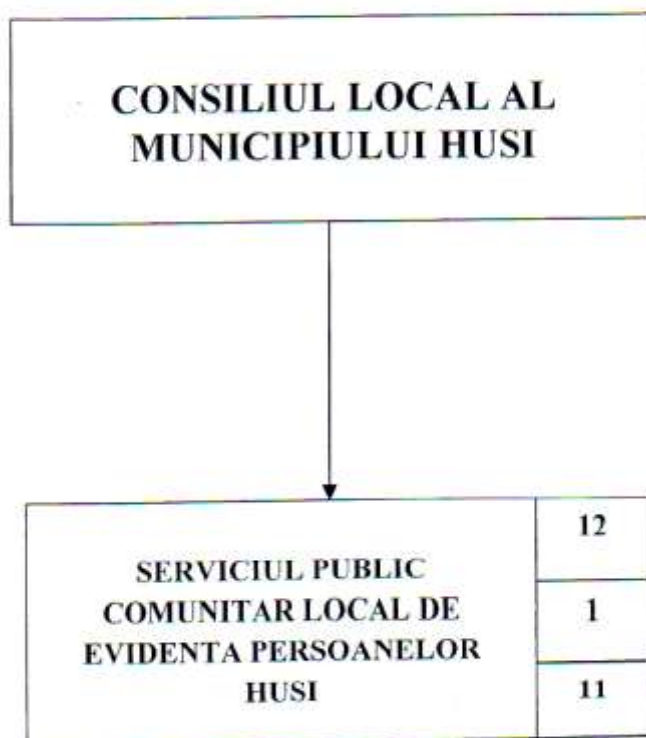 CONSILIUL LOCAL AL
MUNICIPIULUI HUSI
SERVICIUL PUBLIC
COMUNITAR LOCAL DE
EVIDENTA PERSOANELOR
HUSI
12
1
11